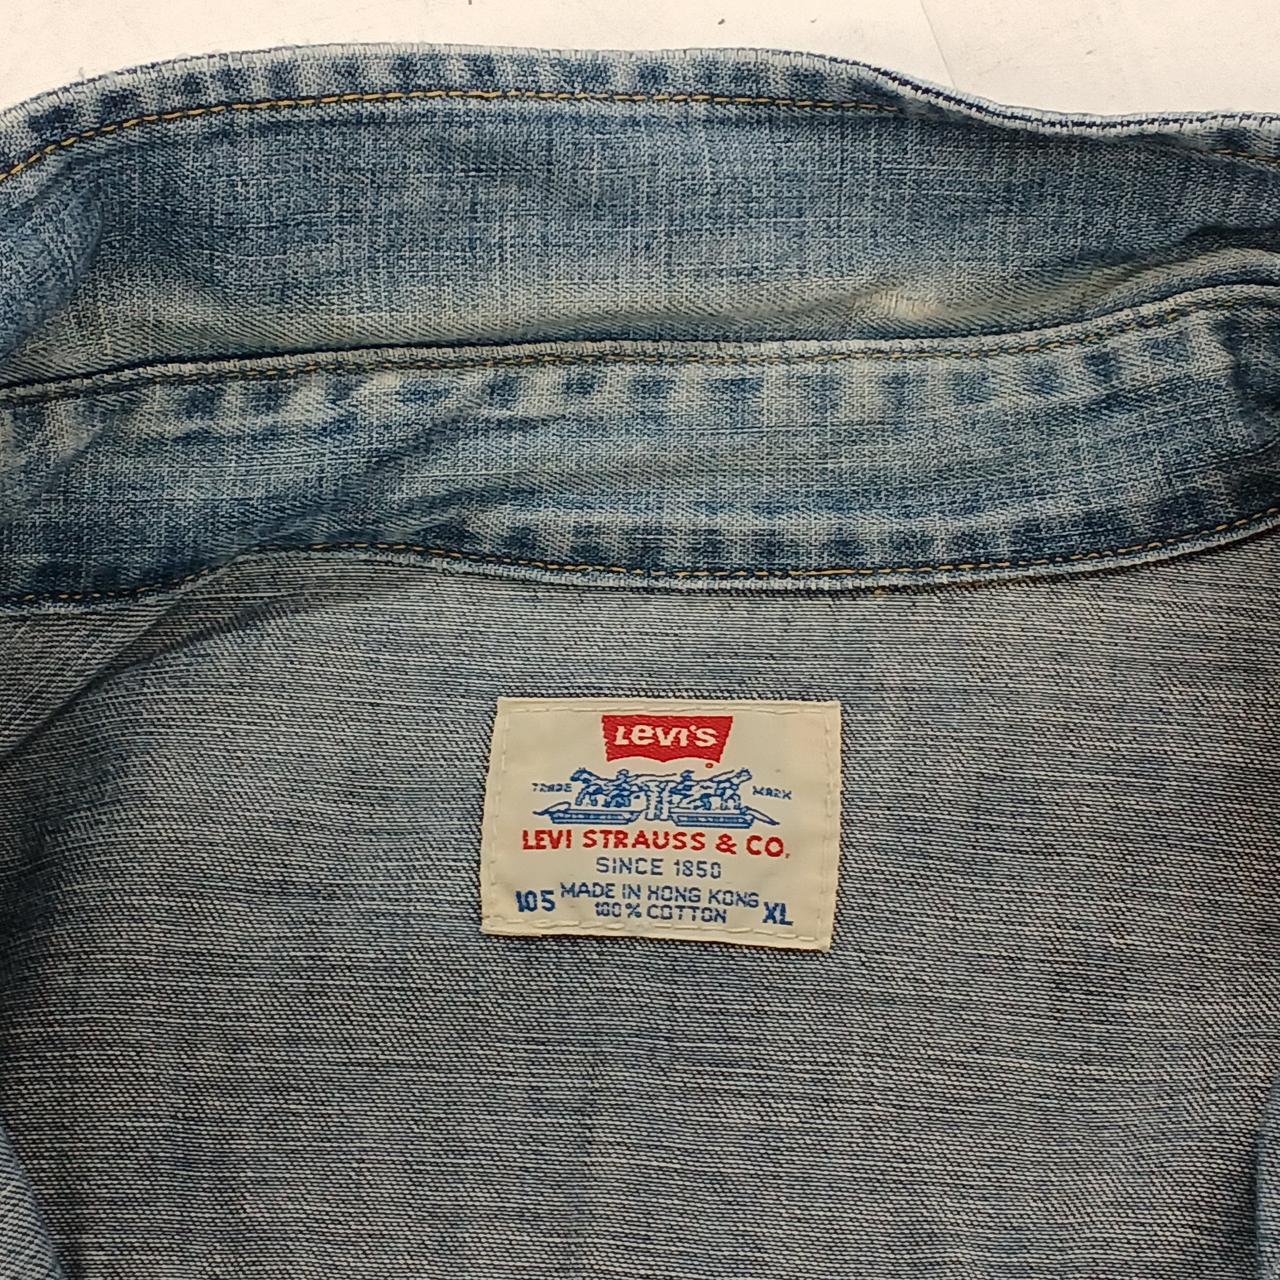 LEVI'S
TRADE MARK
LEVI STRAUSS & CO.
SINCE 1850
105 MADE IN HONG KONG XL
100% COTTON